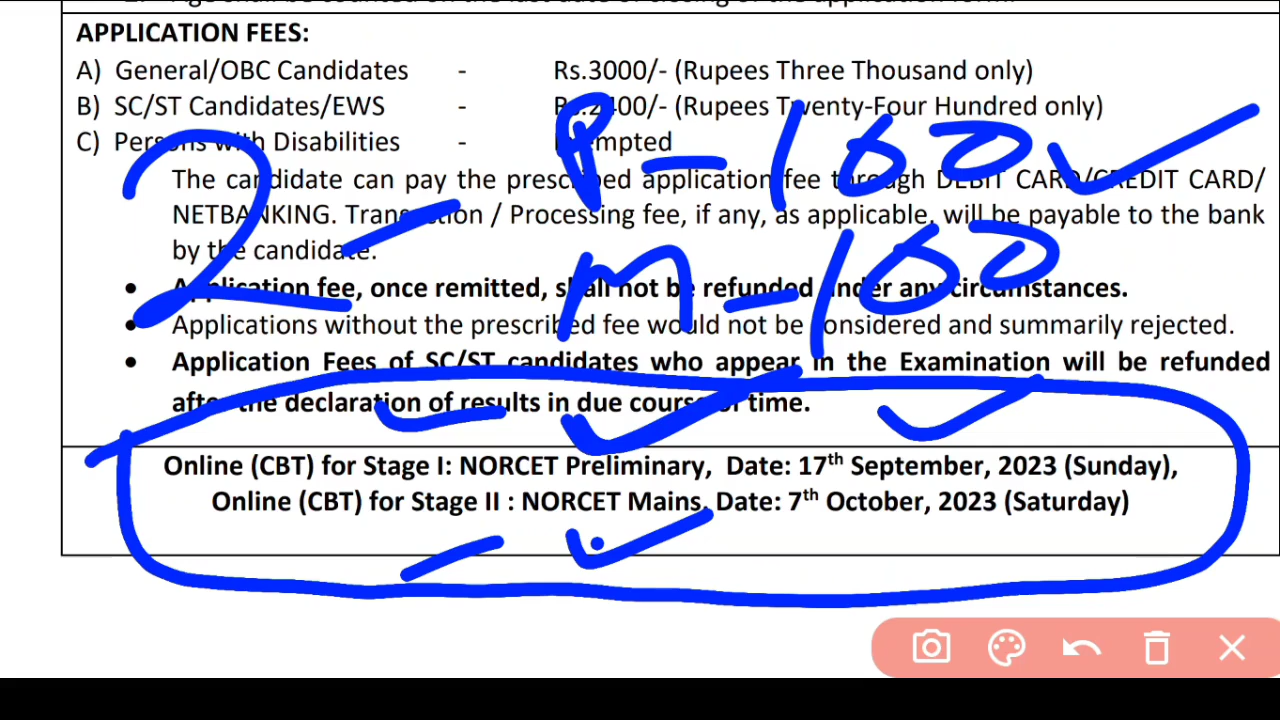 APPLICATION FEES:
A) General/OBC Candidates - Rs.3000/- (Rupees Three Thousand only)
B) SC/ST Candidates/EWS - Rs.2400/- (Rupees Twenty-Four Hundred only)
C) Persons with Disabilities - Exempted
The candidate can pay the prescribed application fee through DEBIT CARD/CREDIT CARD/
NETBANKING. Transaction / Processing fee, if any, as applicable, will be payable to the bank
by the candidate.
• Application fee, once remitted, shall not be refunded under any circumstances.
• Applications without the prescribed fee would not be considered and summarily rejected.
• Application Fees of SC/ST candidates who appear in the Examination will be refunded
after the declaration of results in due course of time.
Online (CBT) for Stage I: NORCET Preliminary, Date: 17th September, 2023 (Sunday),
Online (CBT) for Stage II : NORCET Mains, Date: 7th October, 2023 (Saturday)
2
P - 100
M - 100